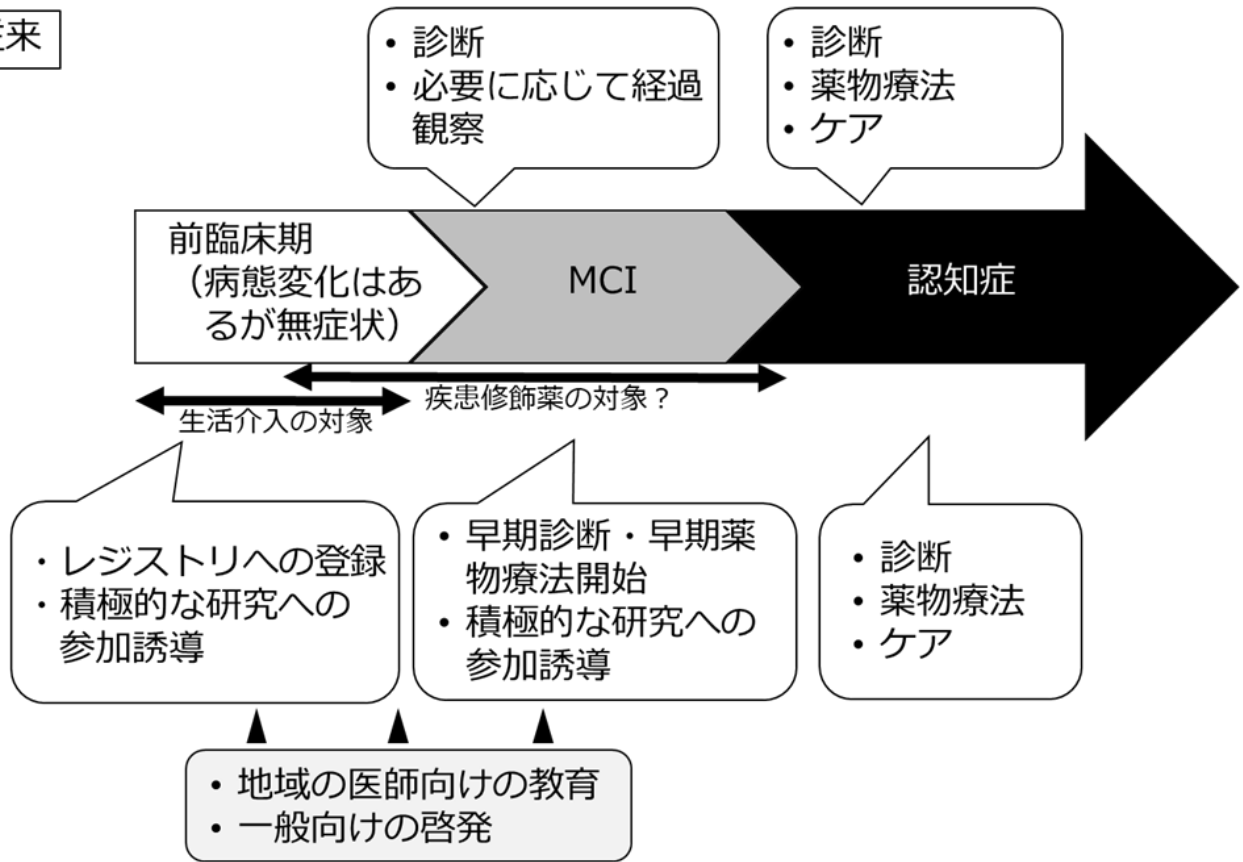 来
・ 診断
・ 必要に応じて経過
観察
・ 診断
・ 薬物療法
・ ケア
前臨床期
（病態変化はあ
るが無症状）
MCI
認知症
疾患修飾薬の対象？
生活介入の対象
・レジストリへの登録
・積極的な研究への
参加誘導
・ 早期診断・早期薬
物療法開始
・ 積極的な研究への
参加誘導
・ 診断
・ 薬物療法
・ ケア
・ 地域の医師向けの教育
・ 一般向けの啓発